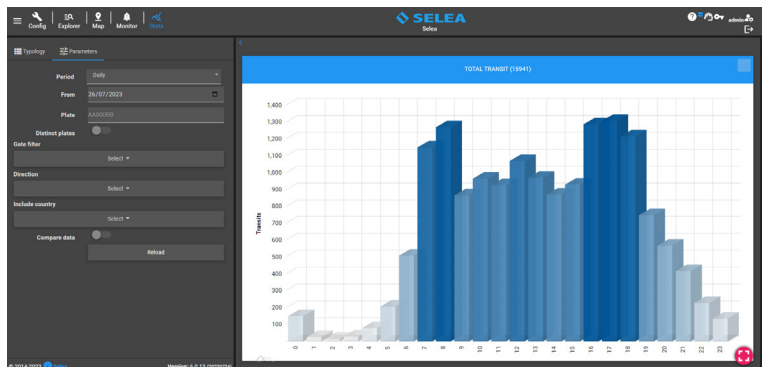 Config
Explorer
Map
Monitor
Stats
SELEA
Selea
admin
Typology
Parameters
Period
Daily
From
26/07/2023
Plate
AA000BB
Distinct plates
Gate filter
Select
Direction
Select
Include country
Select
Compare data
Reload
TOTAL TRANSIT (15941)
Transits
1,400
1,300
1,200
1,100
1,000
900
800
700
600
500
400
300
200
100
0 1 2 3 4 5 6 7 8 9 10 11 12 13 14 15 16 17 18 19 20 21 22 23
© 2014-2023 Selea